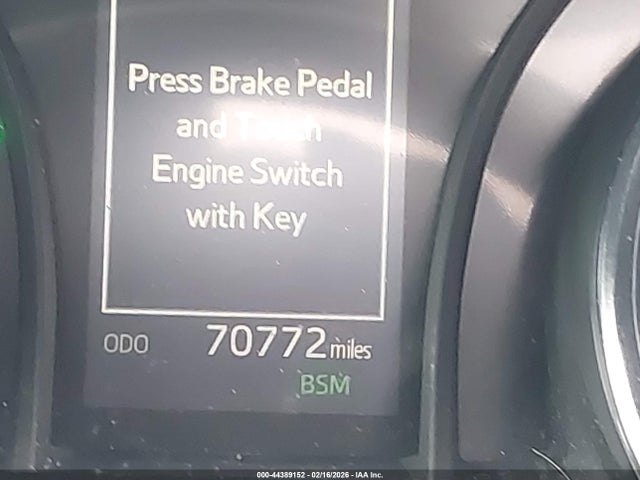 Press Brake Pedal
and Touch
Engine Switch
with Key
ODO 70772 miles
BSM
000-44389152 - 02/16/2026 - IAA Inc.